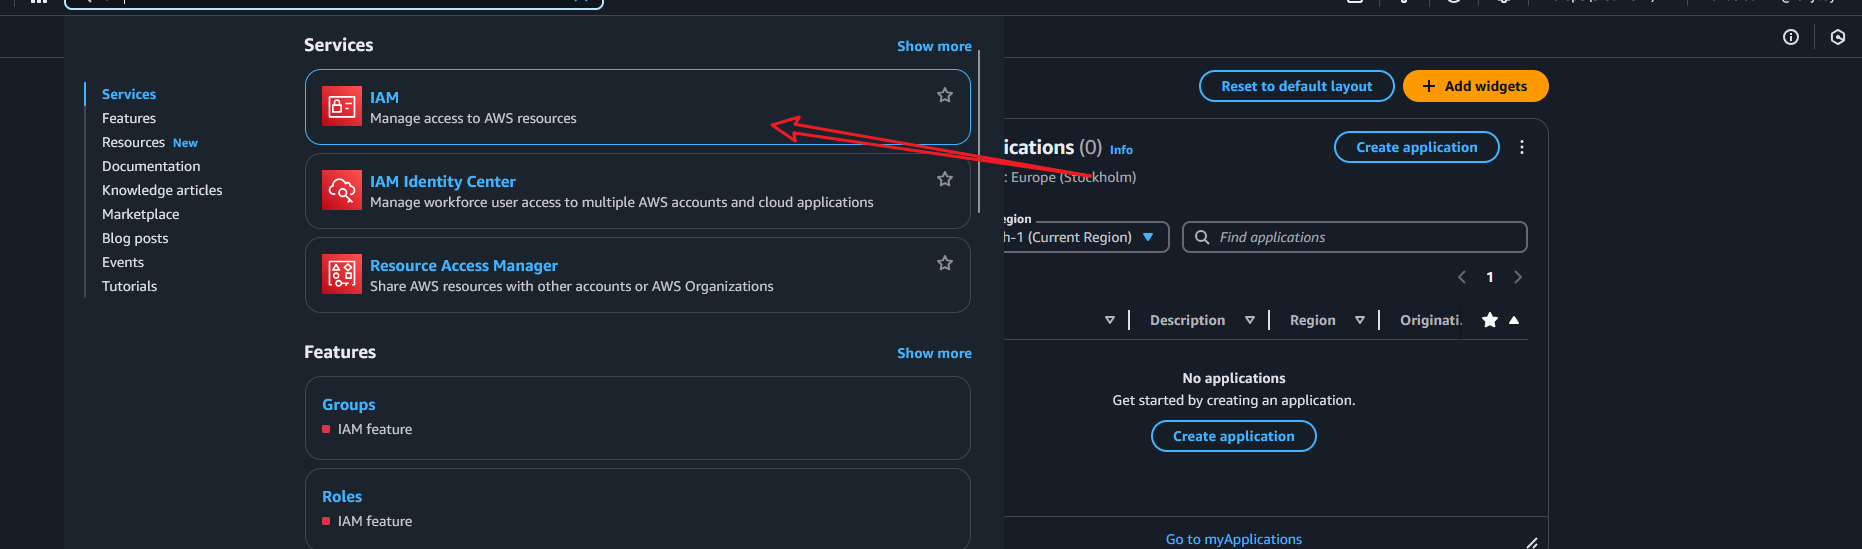 Services
Show more
Services
Features
Resources New
Documentation
Knowledge articles
Marketplace
Blog posts
Events
Tutorials
IAM
Manage access to AWS resources
IAM Identity Center
Manage workforce user access to multiple AWS accounts and cloud applications
Resource Access Manager
Share AWS resources with other accounts or AWS Organizations
Features
Show more
Groups
IAM feature
Roles
IAM feature
Reset to default layout
+ Add widgets
ications (0) Info
Create application
: Europe (Stockholm)
egion
h-1 (Current Region)
Find applications
1
Description
Region
Originati
No applications
Get started by creating an application.
Create application
Go to myApplications